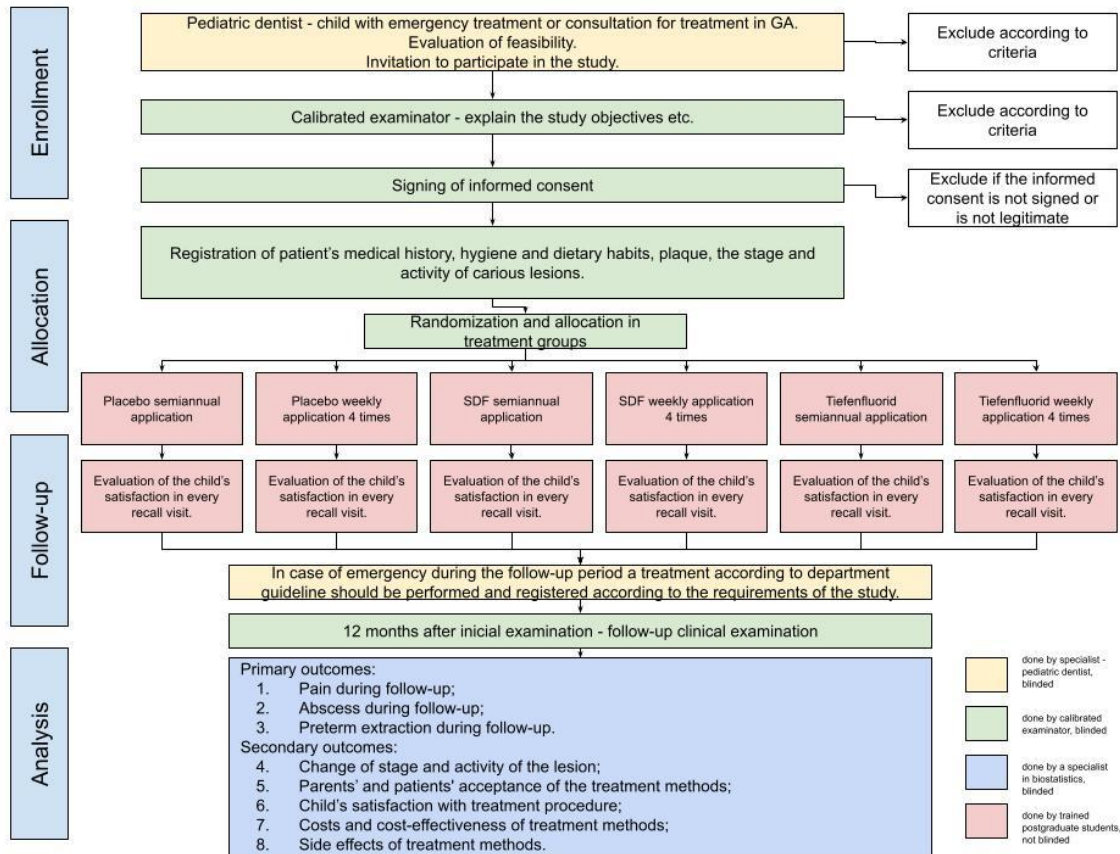 Enrollment
Pediatric dentist - child with emergency treatment or consultation for treatment in GA.
Evaluation of feasibility.
Invitation to participate in the study.
Exclude according to
criteria
Calibrated examinator - explain the study objectives etc.
Exclude according to
criteria
Signing of informed consent
Exclude if the informed
consent is not signed or
is not legitimate
Allocation
Registration of patient's medical history, hygiene and dietary habits, plaque, the stage and
activity of carious lesions.
Randomization and allocation in
treatment groups
Placebo semiannual
application
Placebo weekly
application 4 times
SDF semiannual
application
SDF weekly application
4 times
Tiefenfluorid
semiannual application
Tiefenfluorid weekly
application 4 times
Follow-up
Evaluation of the child's
satisfaction in every
recall visit.
Evaluation of the child's
satisfaction in every
recall visit.
Evaluation of the child's
satisfaction in every
recall visit.
Evaluation of the child's
satisfaction in every
recall visit.
Evaluation of the child's
satisfaction in every
recall visit.
Evaluation of the child's
satisfaction in every
recall visit.
In case of emergency during the follow-up period a treatment according to department
guideline should be performed and registered according to the requirements of the study.
12 months after inicial examination - follow-up clinical examination
Analysis
Primary outcomes:
1. Pain during follow-up;
2. Abscess during follow-up;
3. Preterm extraction during follow-up.
Secondary outcomes:
4. Change of stage and activity of the lesion;
5. Parents' and patients' acceptance of the treatment methods;
6. Child's satisfaction with treatment procedure;
7. Costs and cost-effectiveness of treatment methods;
8. Side effects of treatment methods.
done by specialist -
pediatric dentist,
blinded
done by calibrated
examinator, blinded
done by a specialist
in biostatistics,
blinded
done by trained
postgraduate students,
not blinded